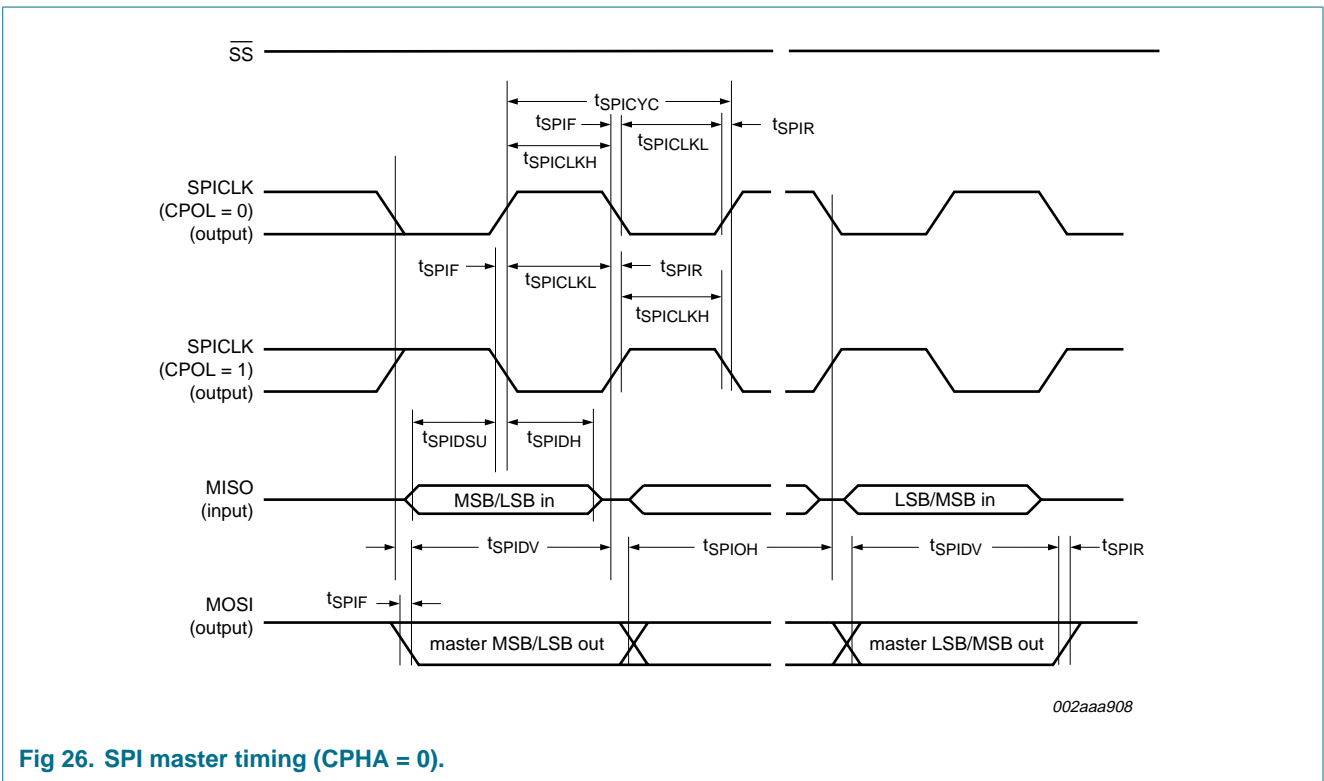 SS
tSPICYC
tSPIF
tSPICLKL
tSPIR
tSPICLKH
SPICLK
(CPOL = 0)
(output)
tSPIF
tSPICLKL
tSPIR
tSPICLKH
SPICLK
(CPOL = 1)
(output)
tSPIDSU
tSPIDH
MISO
(input)
MSB/LSB in
LSB/MSB in
tSPIDV
tSPIOH
tSPIDV
tSPIR
tSPIF
MOSI
(output)
master MSB/LSB out
master LSB/MSB out
002aaa908
Fig 26. SPI master timing (CPHA = 0).